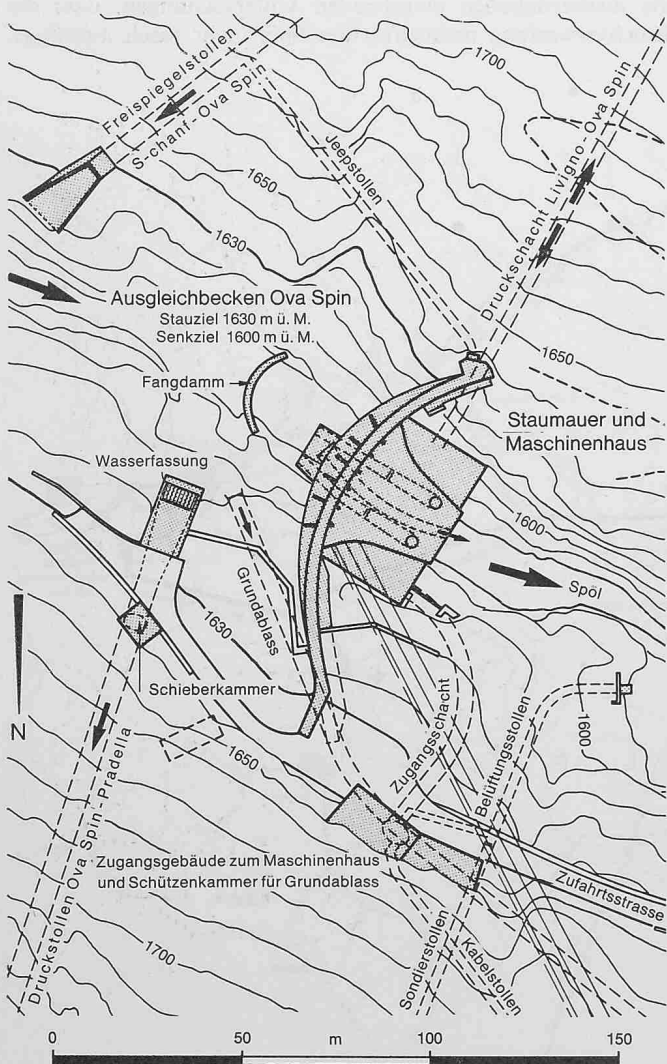 1700
Freispiegelstollen
S-chanf-Ova Spin
Jeepstollen
Druckschacht Livigno-Ova Spin
1650
1630
Ausgleichbecken Ova Spin
Stauziel 1630 m ü. M.
Senkziel 1600 m ü. M.
1650
Fangdamm
Staumauer und
Maschinenhaus
Wasserfassung
1600
Grundablass
Spöl
1630
Schieberkammer
N
Zugangsschacht
Belüftungsstollen
1600
1650
Druckstollen Ova Spin-Pradella
Zugangsgebäude zum Maschinenhaus
und Schützenkammer für Grundablass
Zufahrtsstrasse
1700
Sondierstollen
Kabelstollen
0 50 m 100 150